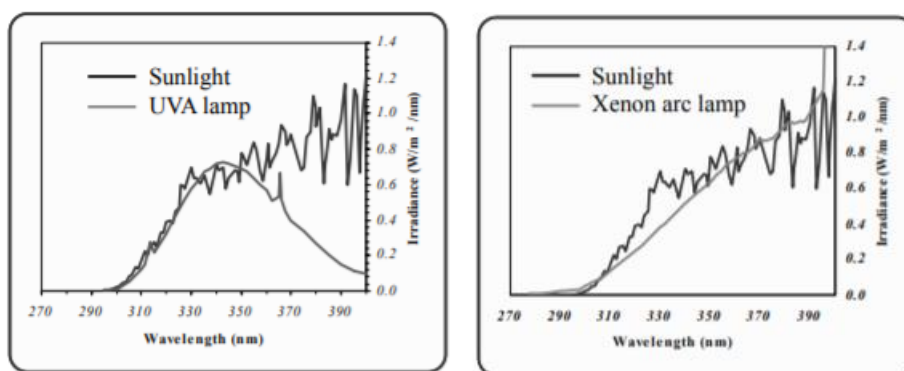 Sunlight
UVA lamp
1.4
1.2
1.0
0.8
0.6
0.4
0.2
0.0
Irradiance (W/m² /nm)
270 290 310 330 350 370 390
Wavelength (nm)
Sunlight
Xenon arc lamp
1.4
1.2
1.0
0.8
0.6
0.4
0.2
0.0
Irradiance (W/m² /nm)
270 290 310 330 350 370 390
Wavelength (nm)